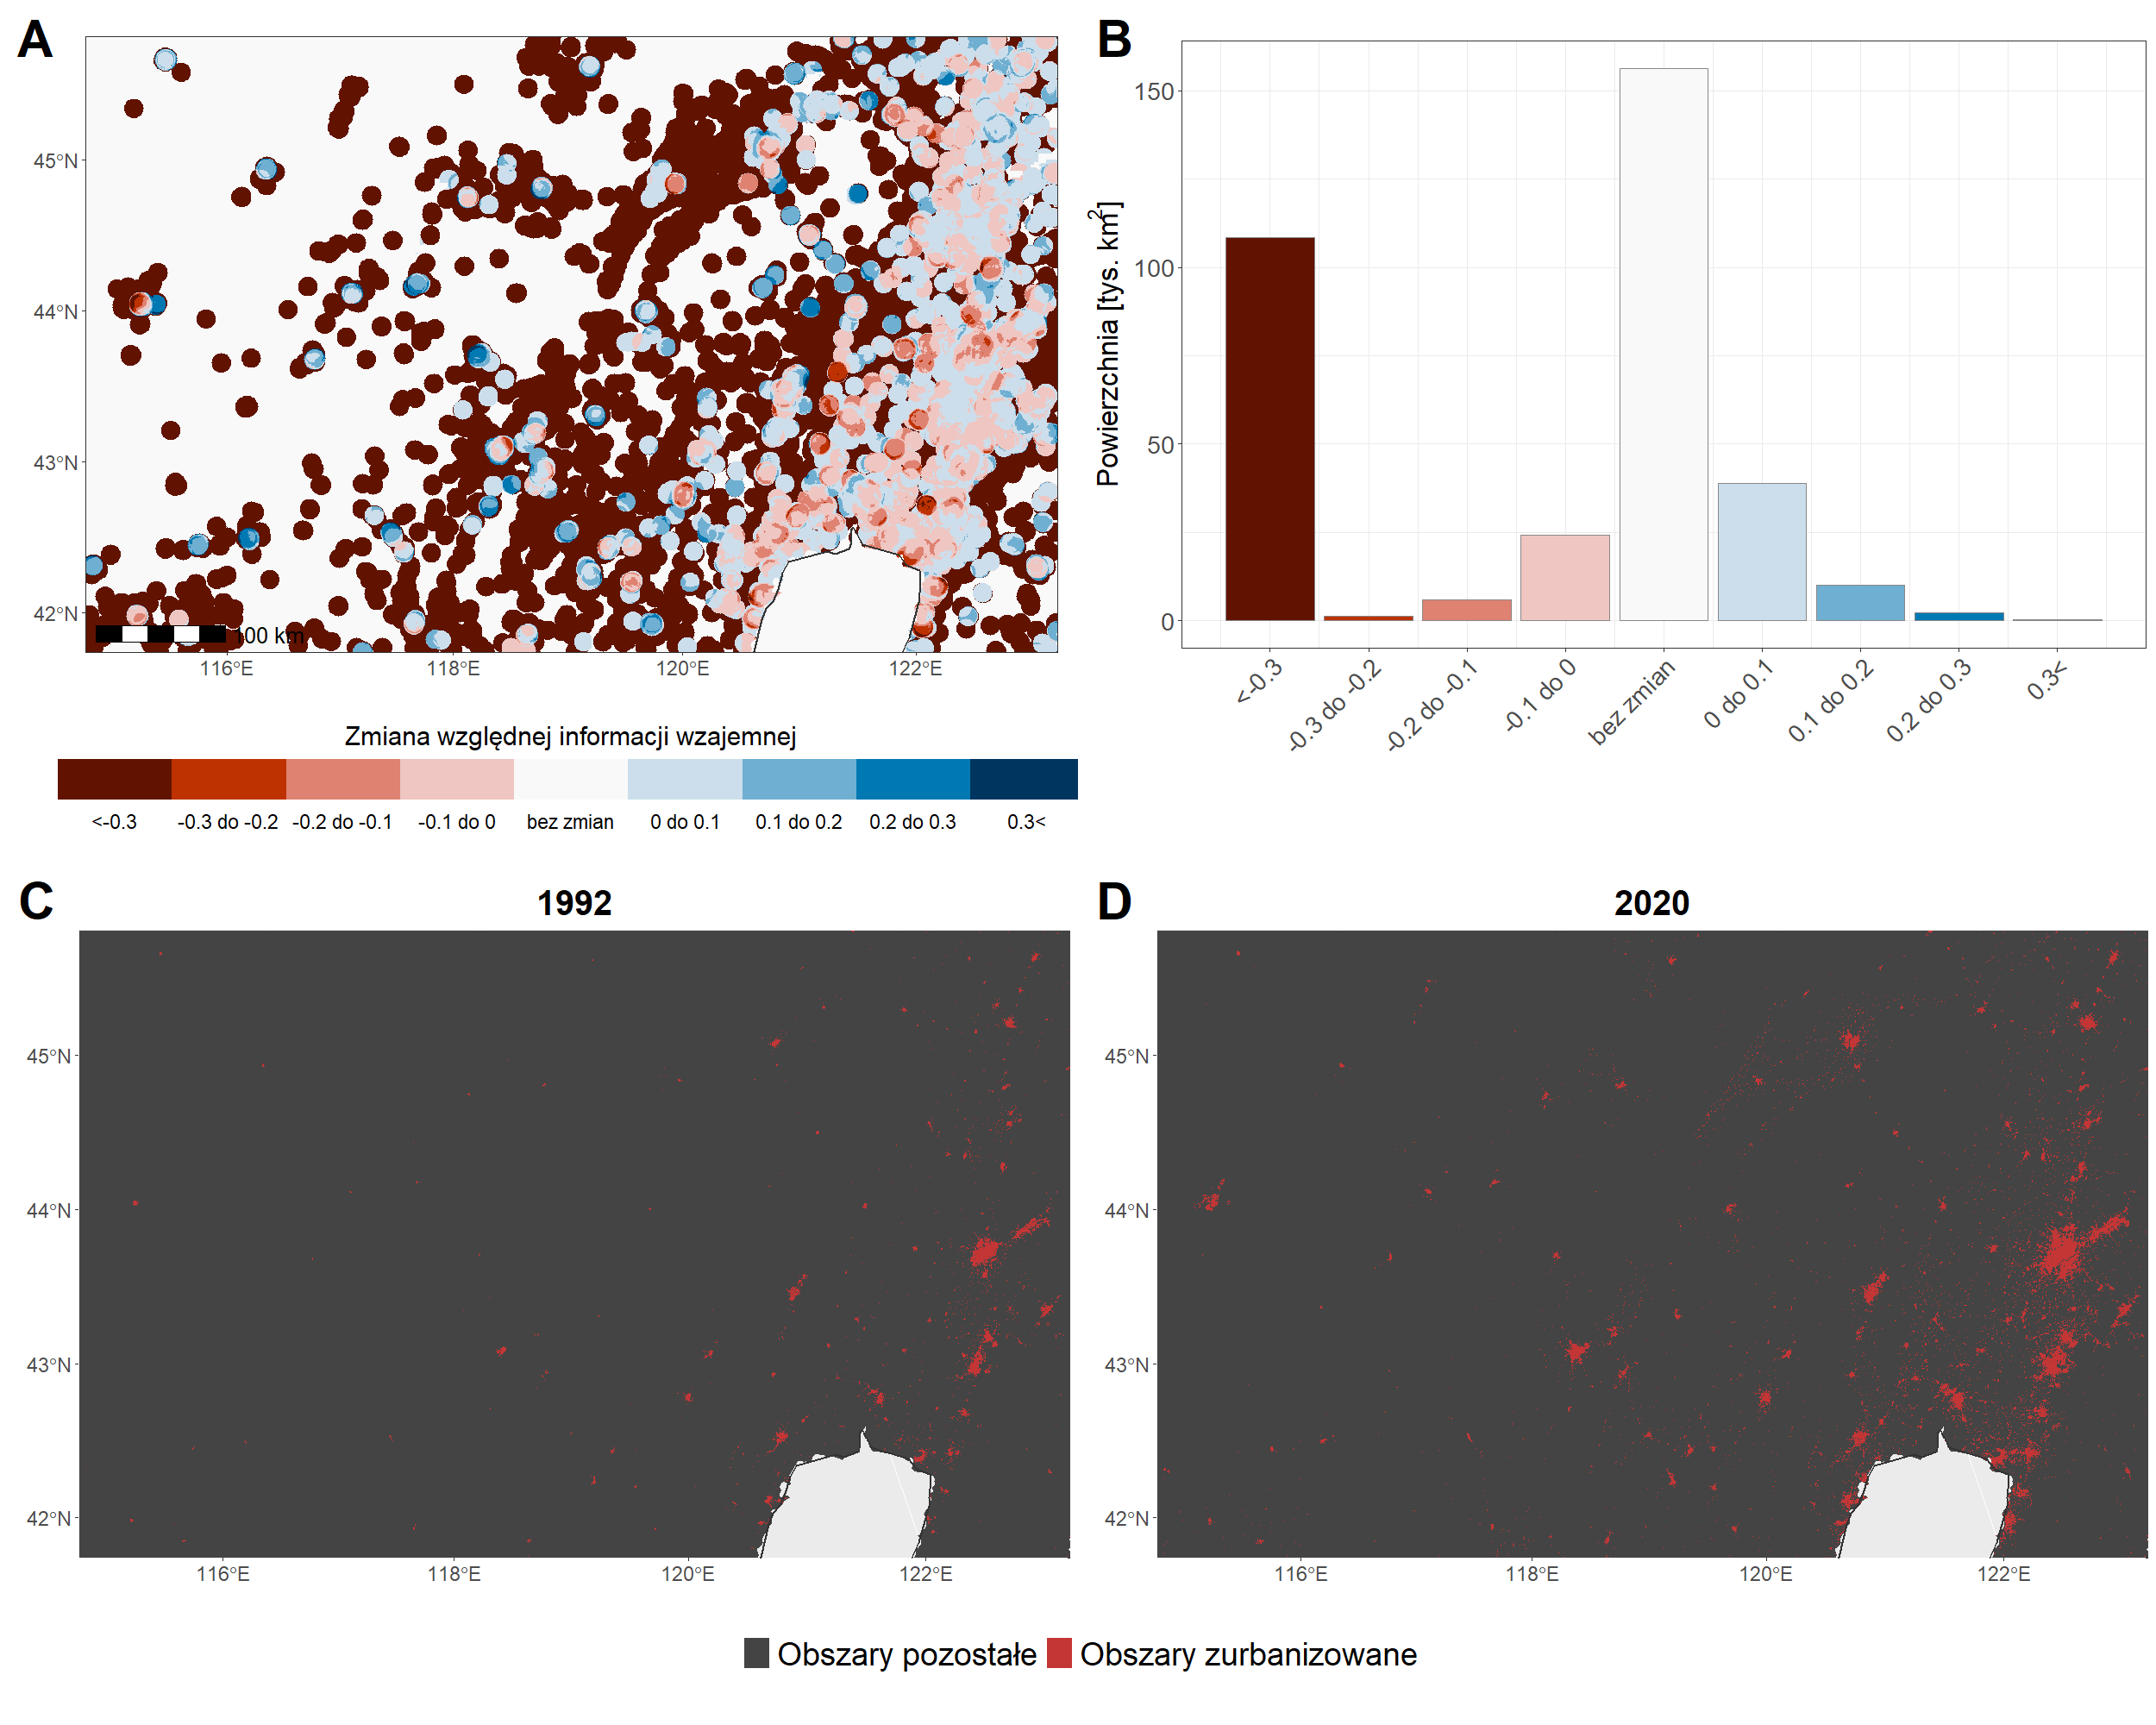 A
45°N
44°N
43°N
42°N
100 km
116°E 118°E 120°E 122°E
Zmiana względnej informacji wzajemnej
<-0.3 -0.3 do -0.2 -0.2 do -0.1 -0.1 do 0 bez zmian 0 do 0.1 0.1 do 0.2 0.2 do 0.3 0.3<
B
Powierzchnia [tys. km²]
150
100
50
0
<-0.3 -0.3 do -0.2 -0.2 do -0.1 -0.1 do 0 bez zmian 0 do 0.1 0.1 do 0.2 0.2 do 0.3 0.3<
C
1992
45°N
44°N
43°N
42°N
116°E 118°E 120°E 122°E
D
2020
45°N
44°N
43°N
42°N
116°E 118°E 120°E 122°E
Obszary pozostałe Obszary zurbanizowane